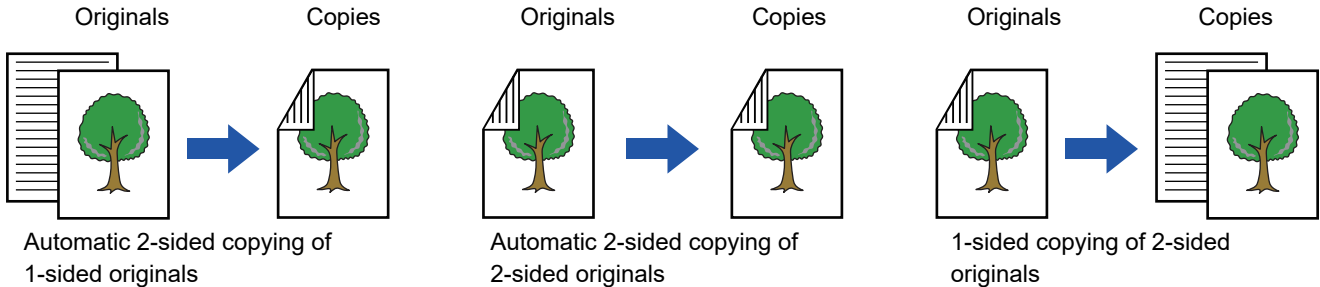 Originals
Copies
Automatic 2-sided copying of
1-sided originals
Originals
Copies
Automatic 2-sided copying of
2-sided originals
Originals
Copies
1-sided copying of 2-sided
originals